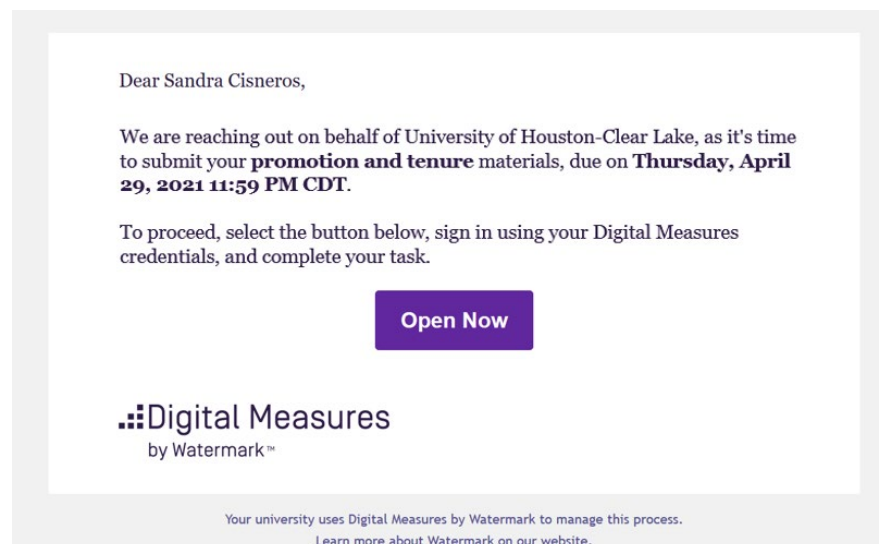 Dear Sandra Cisneros,
We are reaching out on behalf of University of Houston-Clear Lake, as it's time
to submit your promotion and tenure materials, due on Thursday, April
29, 2021 11:59 PM CDT.
To proceed, select the button below, sign in using your Digital Measures
credentials, and complete your task.
Open Now
Digital Measures
by Watermark™
Your university uses Digital Measures by Watermark to manage this process.
Learn more about Watermark on our website.